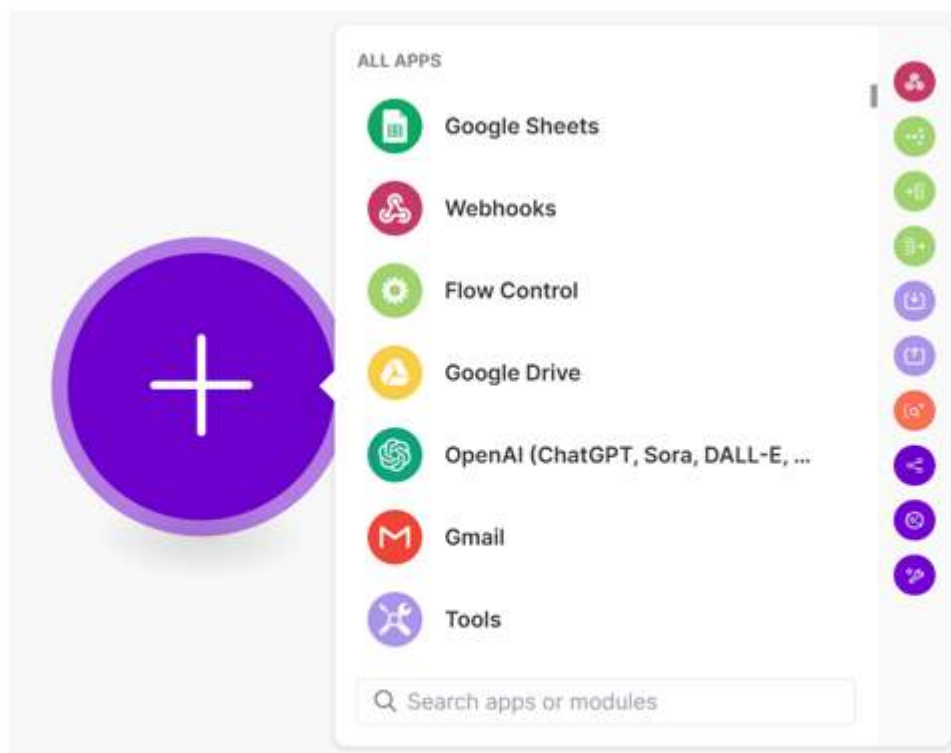 ALL APPS
Google Sheets
Webhooks
Flow Control
Google Drive
OpenAI (ChatGPT, Sora, DALL-E, ...
Gmail
Tools
Search apps or modules